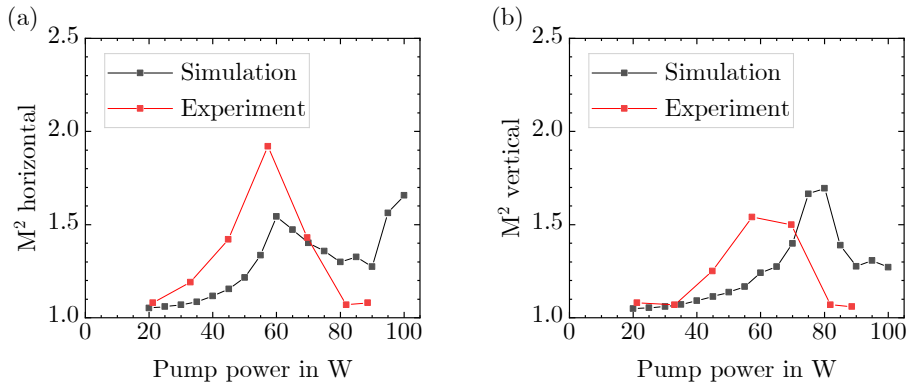 (a)
2.5
2.0
1.5
1.0
M² horizontal
Simulation
Experiment
0 20 40 60 80 100
Pump power in W
(b)
2.5
2.0
1.5
1.0
M² vertical
Simulation
Experiment
0 20 40 60 80 100
Pump power in W